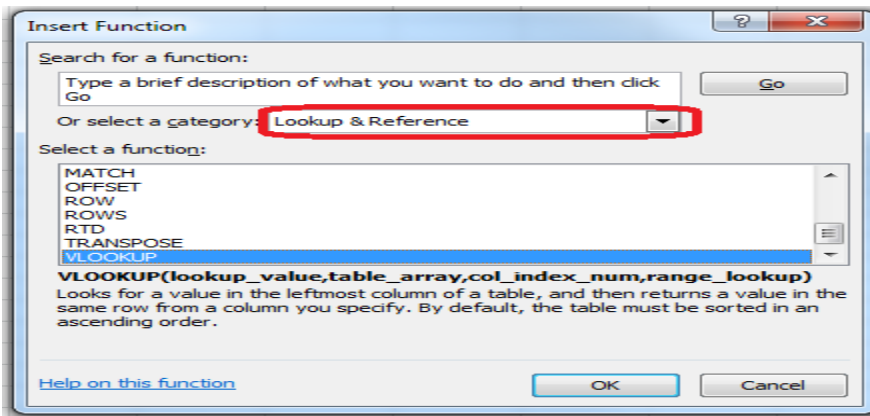 Insert Function
Search for a function:
Type a brief description of what you want to do and then click
Go
Go
Or select a category: Lookup & Reference
Select a function:
MATCH
OFFSET
ROW
ROWS
RTD
TRANSPOSE
VLOOKUP
VLOOKUP(lookup_value,table_array,col_index_num,range_lookup)
Looks for a value in the leftmost column of a table, and then returns a value in the
same row from a column you specify. By default, the table must be sorted in an
ascending order.
Help on this function
OK
Cancel